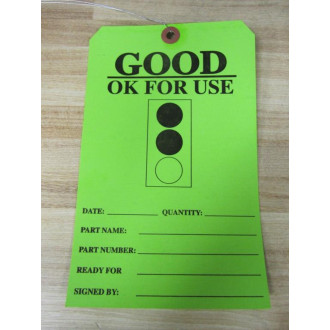 GOOD
OK FOR USE
DATE: QUANTITY:
PART NAME:
PART NUMBER:
READY FOR
SIGNED BY: